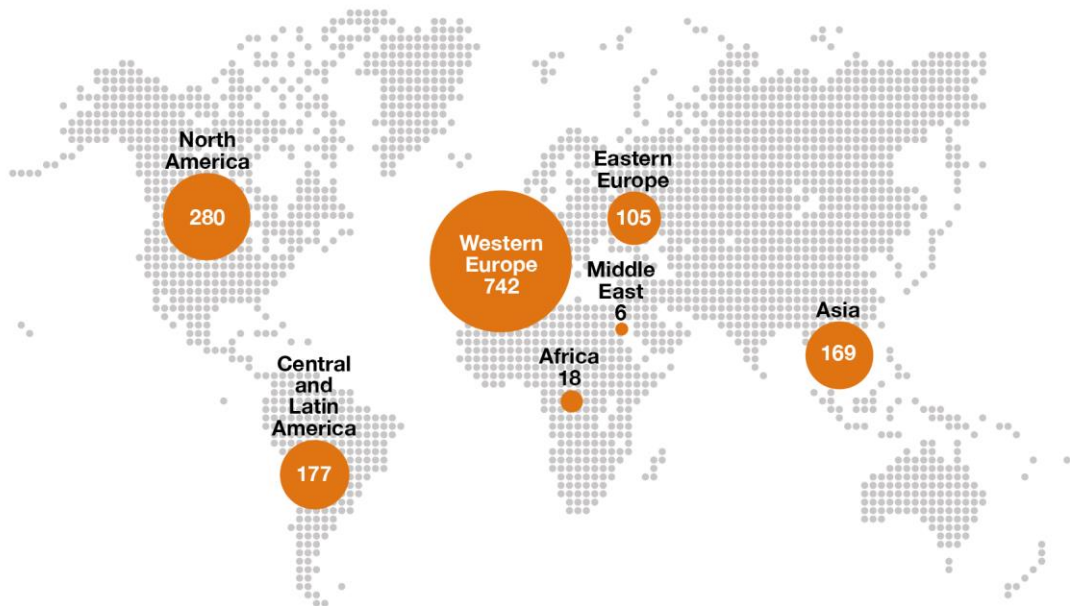 North
America
280
Eastern
Europe
105
Western
Europe
742
Middle
East
6
Asia
169
Africa
18
Central
and
Latin
America
177